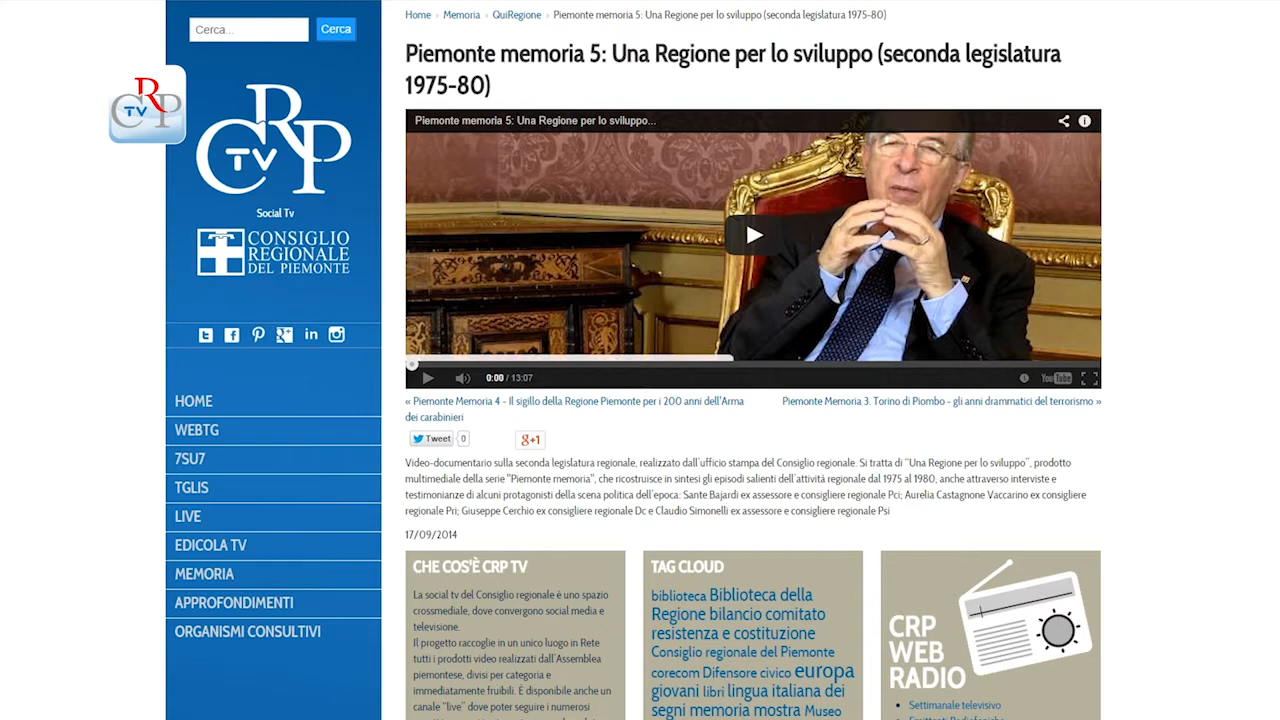 Cerca...
Cerca
CRP
TV
CRP
TV
Social Tv
CONSIGLIO
REGIONALE
DEL PIEMONTE
HOME
WEBTG
7SU7
TGLIS
LIVE
EDICOLA TV
MEMORIA
APPROFONDIMENTI
ORGANISMI CONSULTIVI
Home › Memoria › QuiRegione › Piemonte memoria 5: Una Regione per lo sviluppo (seconda legislatura 1975-80)
Piemonte memoria 5: Una Regione per lo sviluppo (seconda legislatura
1975-80)
Piemonte memoria 5: Una Regione per lo sviluppo...
0:00 / 13:07
YouTube
« Piemonte Memoria 4 - Il sigillo della Regione Piemonte per i 200 anni dell'Arma
dei carabinieri
Piemonte Memoria 3. Torino di Piombo - gli anni drammatici del terrorismo »
Tweet 0
g+1
Video-documentario sulla seconda legislatura regionale, realizzato dall'ufficio stampa del Consiglio regionale. Si tratta di "Una Regione per lo sviluppo", prodotto
multimediale della serie "Piemonte memoria", che ricostruisce in sintesi gli episodi salienti dell'attività regionale dal 1975 al 1980, anche attraverso interviste e
testimonianze di alcuni protagonisti della scena politica dell'epoca: Sante Bajardi ex assessore e consigliere regionale Pci; Aurelia Castagnone Vaccarino ex consigliere
regionale Pri; Giuseppe Cerchio ex consigliere regionale Dc e Claudio Simonelli ex assessore e consigliere regionale Psi
17/09/2014
CHE COS'È CRP TV
La social tv del Consiglio regionale è uno spazio
crossmediale, dove convergono social media e
televisione.
Il progetto raccoglie in un unico luogo in Rete
tutti i prodotti video realizzati dall'Assemblea
piemontese, divisi per categoria e
immediatamente fruibili. È disponibile anche un
canale "live" dove poter seguire i numerosi
TAG CLOUD
biblioteca Biblioteca della
Regione bilancio comitato
resistenza e costituzione
Consiglio regionale del Piemonte
corecom Difensore civico europa
giovani libri lingua italiana dei
segni memoria mostra Museo
CRP
WEB
RADIO
Settimanale televisivo